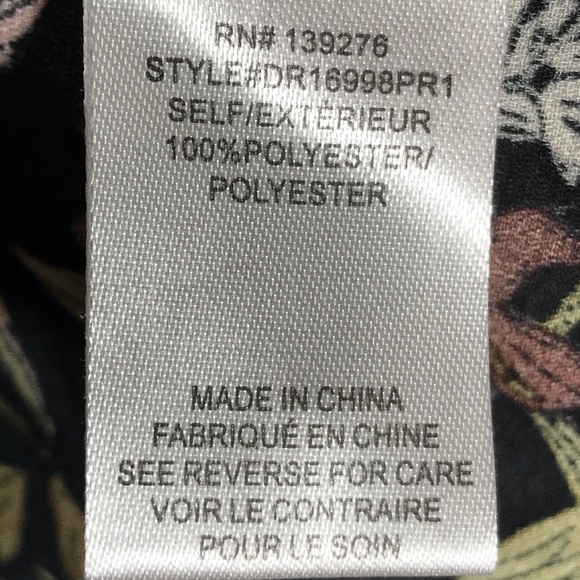 RN# 139276
STYLE#DR16998PR1
SELF/EXTÉRIEUR
100%POLYESTER/
POLYESTER
MADE IN CHINA
FABRIQUÉ EN CHINE
SEE REVERSE FOR CARE
VOIR LE CONTRAIRE
POUR LE SOIN